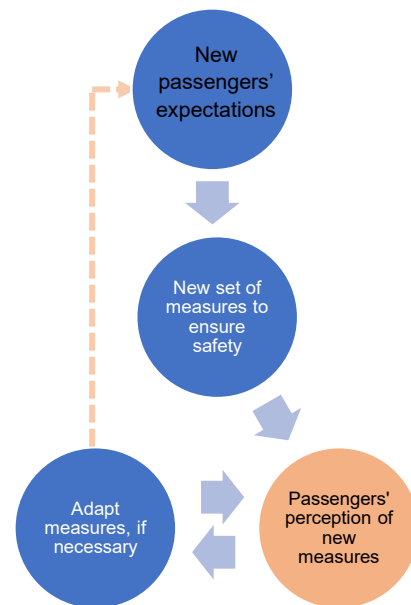 New
passengers’
expectations
New set of
measures to
ensure
safety
Adapt
measures, if
necessary
Passengers'
perception of
new
measures